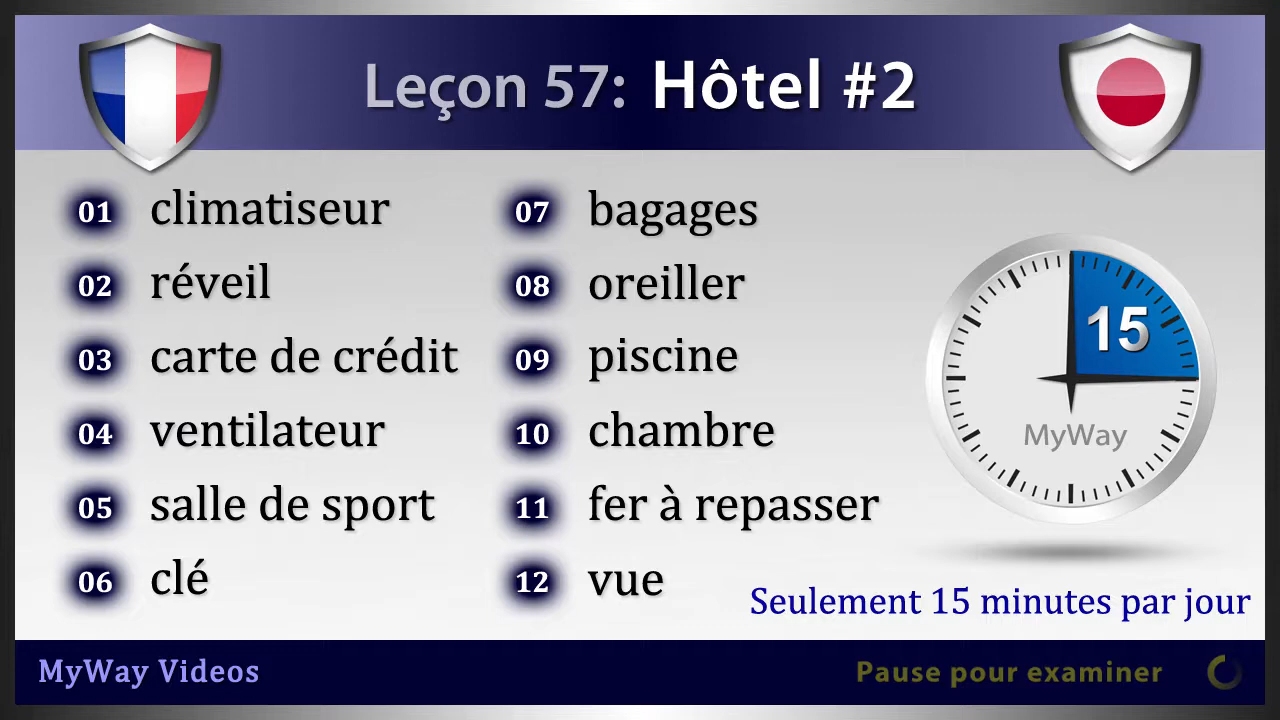 Leçon 57: Hôtel #2
01 climatiseur
02 réveil
03 carte de crédit
04 ventilateur
05 salle de sport
06 clé
07 bagages
08 oreiller
09 piscine
10 chambre
11 fer à repasser
12 vue
15
MyWay
Seulement 15 minutes par jour
MyWay Videos
Pause pour examiner